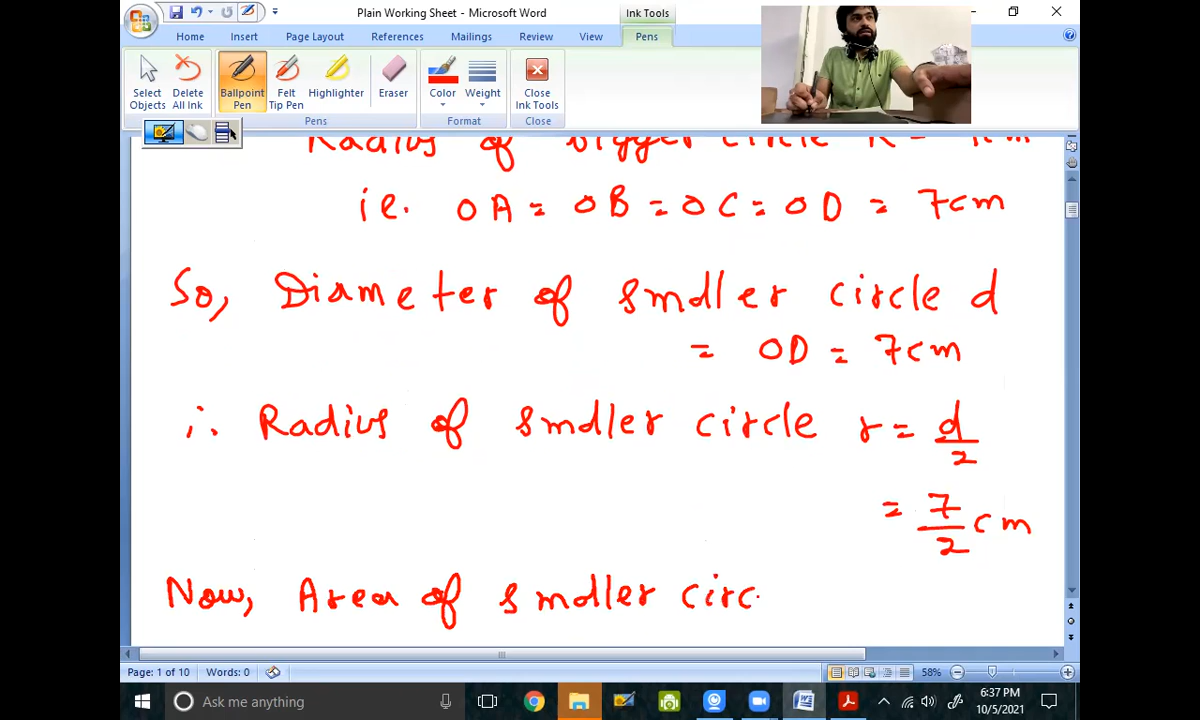 Plain Working Sheet - Microsoft Word
Ink Tools
Home Insert Page Layout References Mailings Review View Pens
Select Objects
Delete All Ink
Ballpoint Pen
Felt Tip Pen
Highlighter
Eraser
Color
Weight
Close Ink Tools
Pens
Format
Close
Radius of bigger circle R =
ie. OA = OB = OC = OD = 7cm
So, Diameter of smaller circle d
= OD = 7cm
∴ Radius of smaller circle r = d/2
= 7/2 cm
Now, Area of smaller circ
Page: 1 of 10 Words: 0
58%
Ask me anything
6:37 PM
10/5/2021